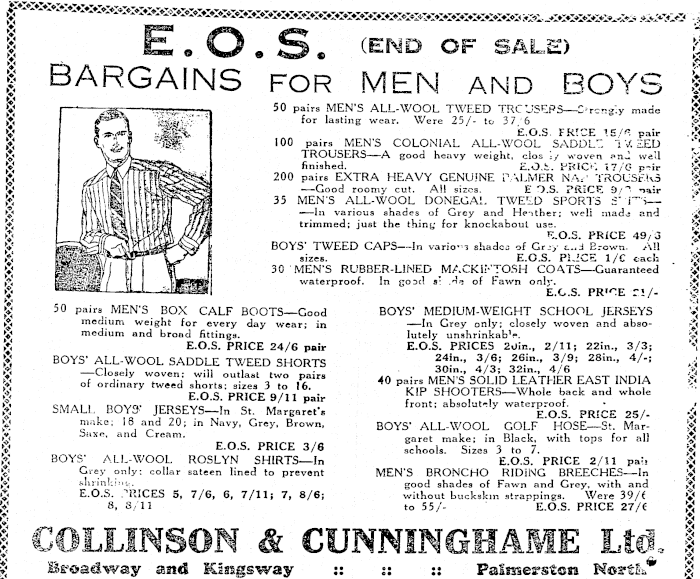 E.O.S. (END OF SALE)
BARGAINS FOR MEN AND BOYS
50 pairs MEN'S ALL-WOOL TWEED TROUSERS—Strongly made
for lasting wear. Were 25/- to 37/6
E.O.S. PRICE 15/6 pair
100 pairs MEN'S COLONIAL ALL-WOOL SADDLE TWEED
TROUSERS—A good heavy weight, closely woven and well
finished. E.O.S. PRICE 17/6 pair
200 pairs EXTRA HEAVY GENUINE PALMER NAP TROUSERS
—Good roomy cut. All sizes. E.O.S. PRICE pair
35 MEN'S ALL-WOOL DONEGAL TWEED SPORTS
—In various shades of Grey and Heather; well made and
trimmed; just the thing for knockabout use.
E.O.S. PRICE
BOYS' TWEED CAPS—In various shades of Grey and Brown. All
sizes. E.O.S. PRICE 1/6 each
30 MEN'S RUBBER-LINED MACKINTOSH COATS—Guaranteed
waterproof. In good shade of Fawn only.
E.O.S. PRICE
50 pairs MEN'S BOX CALF BOOTS—Good
medium weight for every day wear; in
medium and broad fittings.
E.O.S. PRICE 24/6 pair
BOYS' ALL-WOOL SADDLE TWEED SHORTS
—Closely woven; will outlast two pairs
of ordinary tweed shorts; sizes 3 to 16.
E.O.S. PRICE 9/11 pair
SMALL BOYS' JERSEYS—In St. Margaret's
make; 18 and 20; in Navy, Grey, Brown,
Saxe, and Cream.
E.O.S. PRICE 3/6
BOYS' ALL-WOOL ROSLYN SHIRTS—In
Grey only; collar sateen lined to prevent
shrinking.
E.O.S. PRICES 5, 7/6, 6, 7/11; 7, 8/6;
8, 8/11
BOYS' MEDIUM-WEIGHT SCHOOL JERSEYS
—In Grey only; closely woven and abso-
lutely unshrinkable.
E.O.S. PRICES 20in., 2/11; 22in., 3/3;
24in., 3/6; 26in., 3/9; 28in., 4/-;
30in., 4/3; 32in., 4/6
40 pairs MEN'S SOLID LEATHER EAST INDIA
KIP SHOOTERS—Whole back and whole
front; absolutely waterproof.
E.O.S. PRICE 25/-
BOYS' ALL-WOOL GOLF HOSE—St. Mar-
garet make; in Black, with tops for all
schools. Sizes 3 to 7.
E.O.S. PRICE 2/11 pair
MEN'S BRONCHO RIDING BREECHES—In
good shades of Fawn and Grey, with and
without buckskin strappings. Were 39/6
to 55/- E.O.S. PRICE 27/6
COLLINSON & CUNNINGHAME Ltd.
Broadway and Kingsway :: :: :: Palmerston North